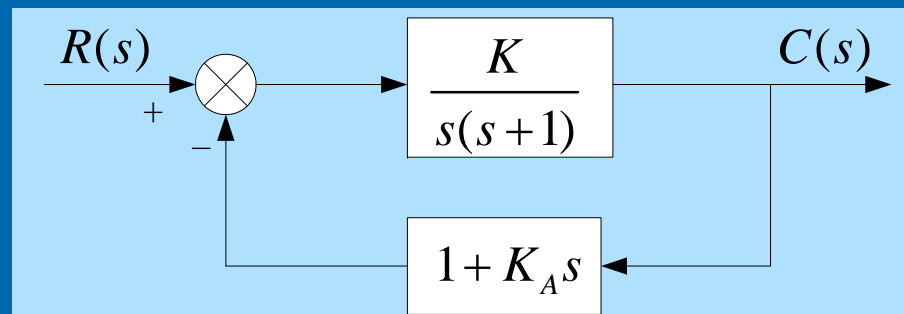 R(s)
K
C(s)
+
s(s+1)
−
1+ K_A s